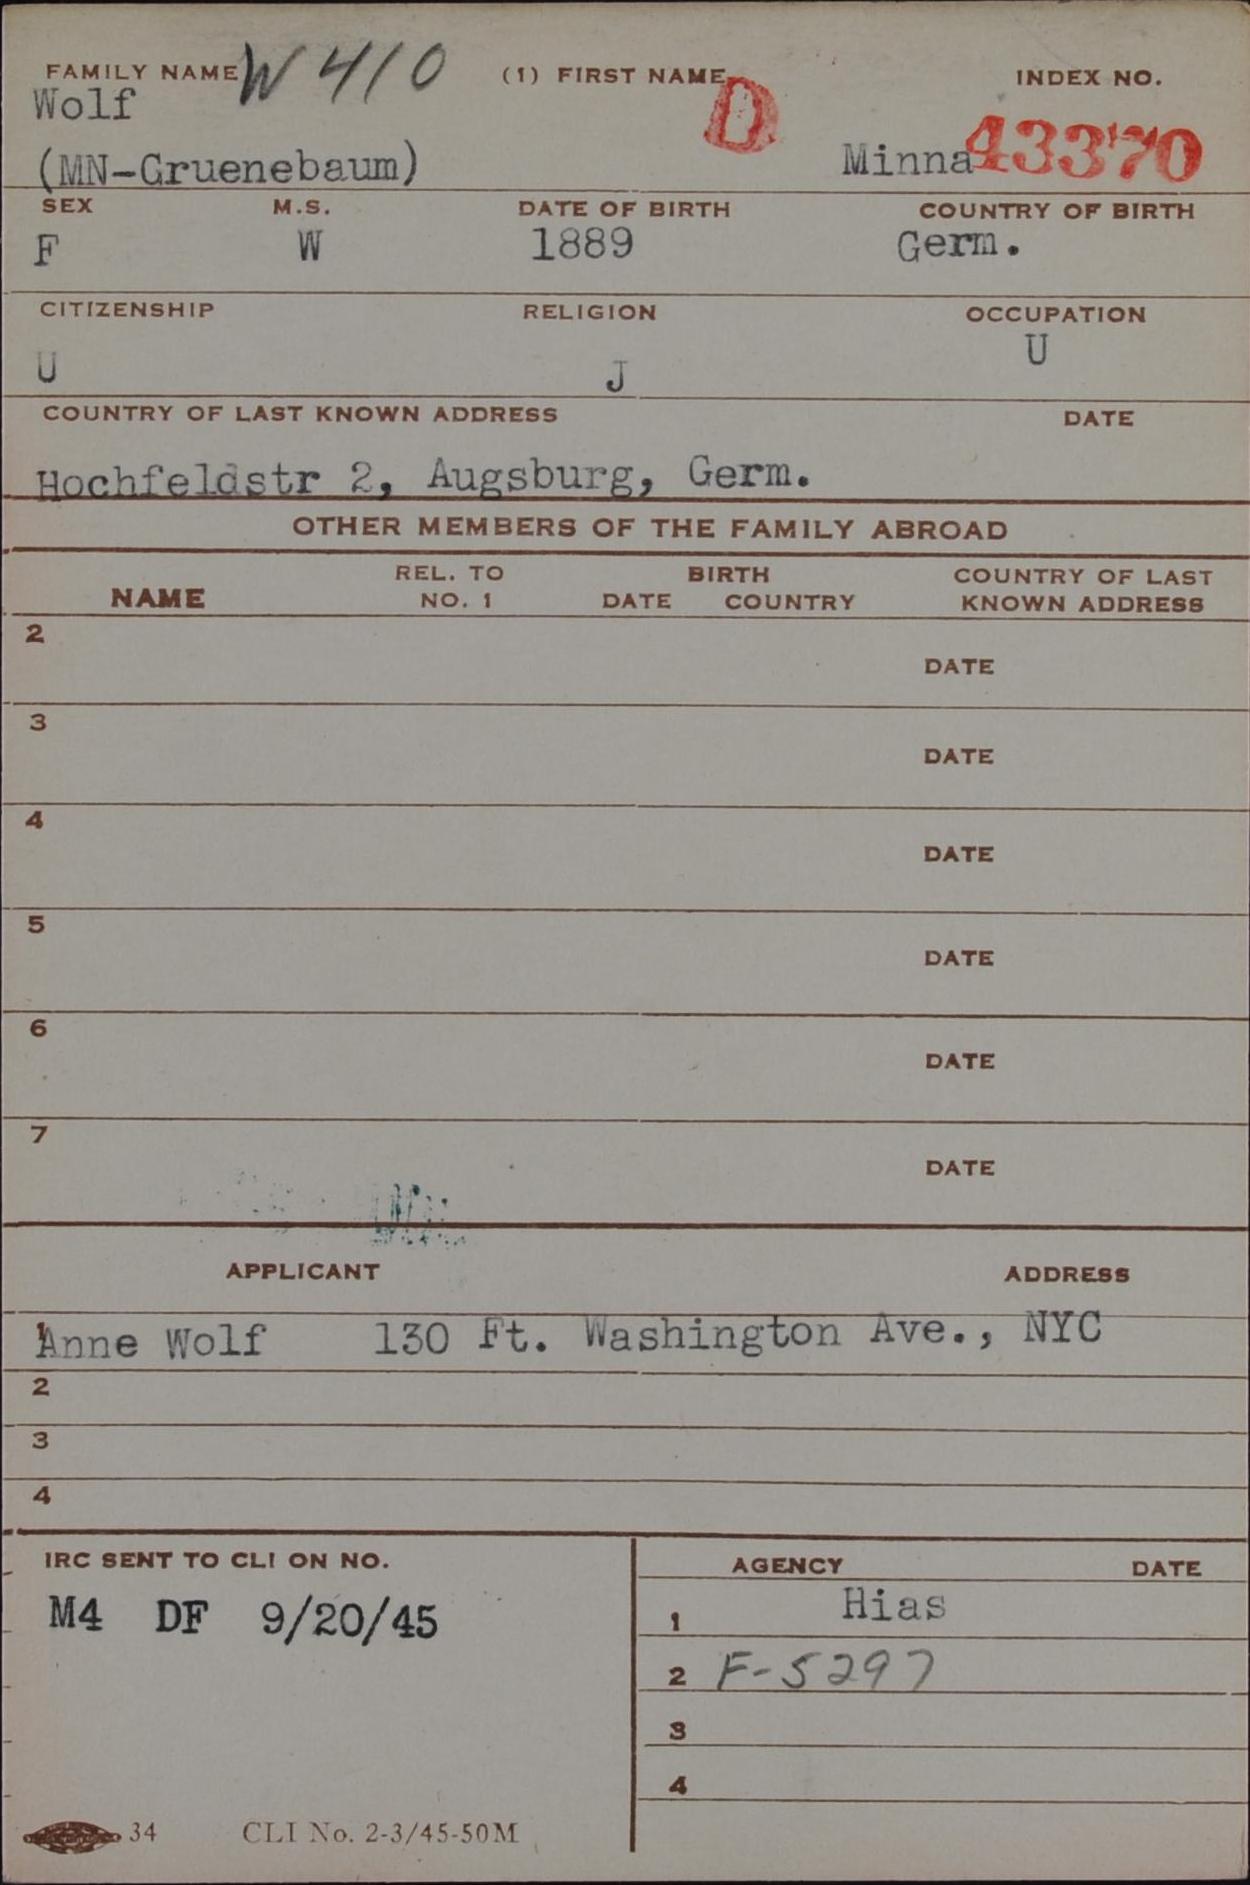 FAMILY NAME W 410 (1) FIRST NAME D INDEX NO.
Wolf
(MN-Gruenebaum) Minna 43370
SEX M.S. DATE OF BIRTH COUNTRY OF BIRTH
F W 1889 Germ.
CITIZENSHIP RELIGION OCCUPATION
U J U
COUNTRY OF LAST KNOWN ADDRESS DATE
Hochfeldstr 2, Augsburg, Germ.
OTHER MEMBERS OF THE FAMILY ABROAD
NAME REL. TO NO. 1 BIRTH DATE COUNTRY COUNTRY OF LAST KNOWN ADDRESS
2 DATE
3 DATE
4 DATE
5 DATE
6 DATE
7 DATE
APPLICANT ADDRESS
1 Anne Wolf 130 Ft. Washington Ave., NYC
2
3
4
IRC SENT TO CLI ON NO.
M4 DF 9/20/45
AGENCY DATE
1 Hias
2 F-5297
3
4
34 CLI No. 2-3/45-50M